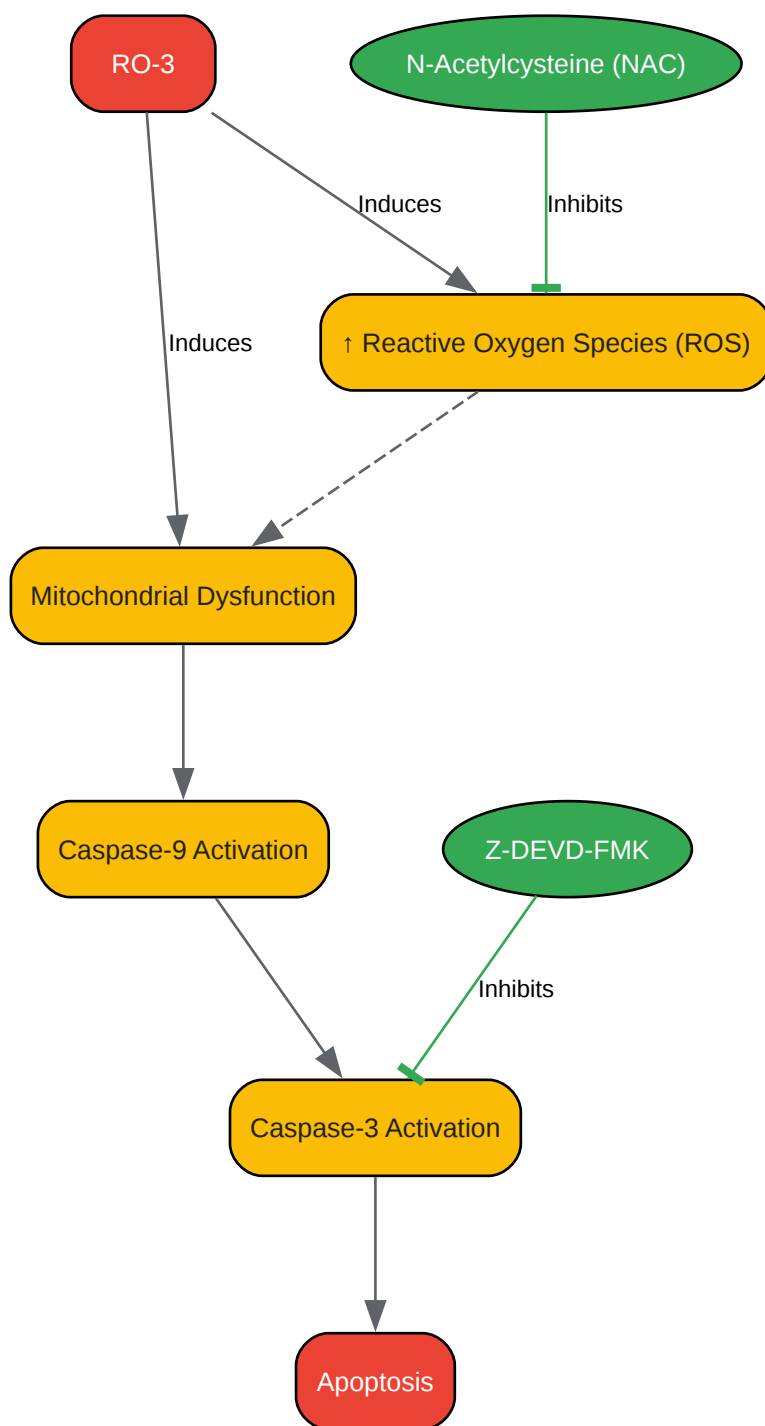 RO-3
N-Acetylcysteine (NAC)
Induces
Inhibits
Induces
↑ Reactive Oxygen Species (ROS)
Mitochondrial Dysfunction
Caspase-9 Activation
Z-DEVD-FMK
Inhibits
Caspase-3 Activation
Apoptosis